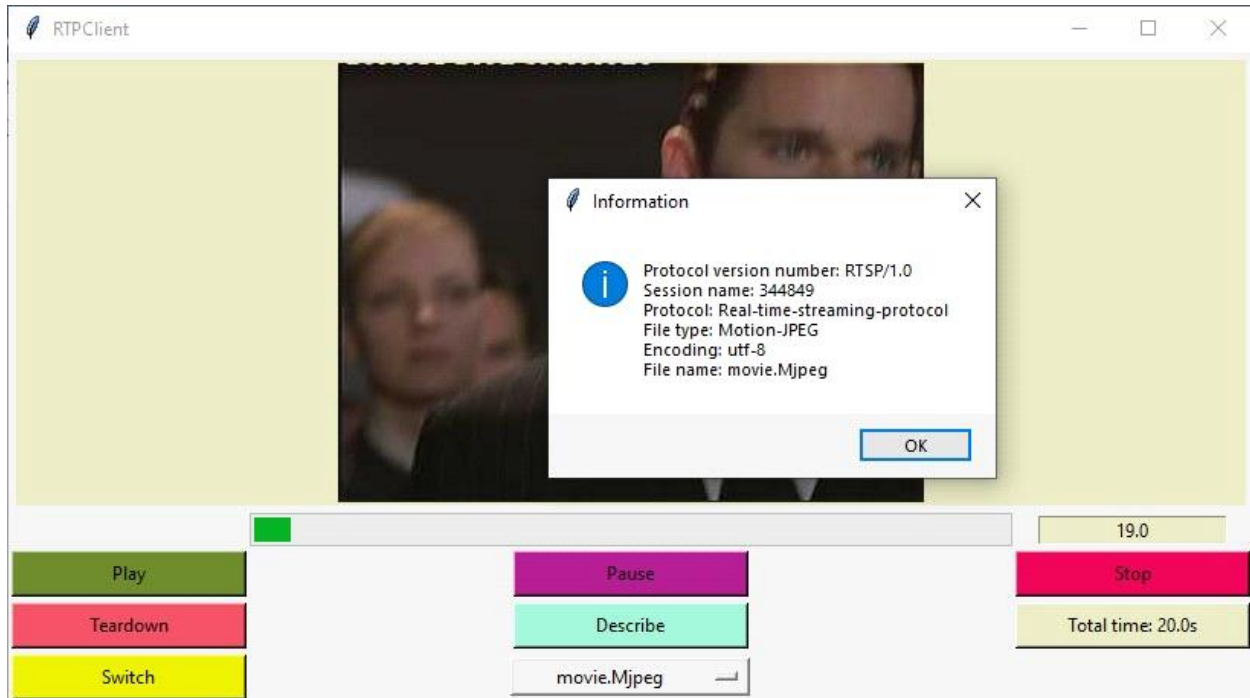 RTPClient
Information
Protocol version number: RTSP/1.0
Session name: 344849
Protocol: Real-time-streaming-protocol
File type: Motion-JPEG
Encoding: utf-8
File name: movie.Mjpeg
OK
19.0
Play
Pause
Stop
Teardown
Describe
Total time: 20.0s
Switch
movie.Mjpeg